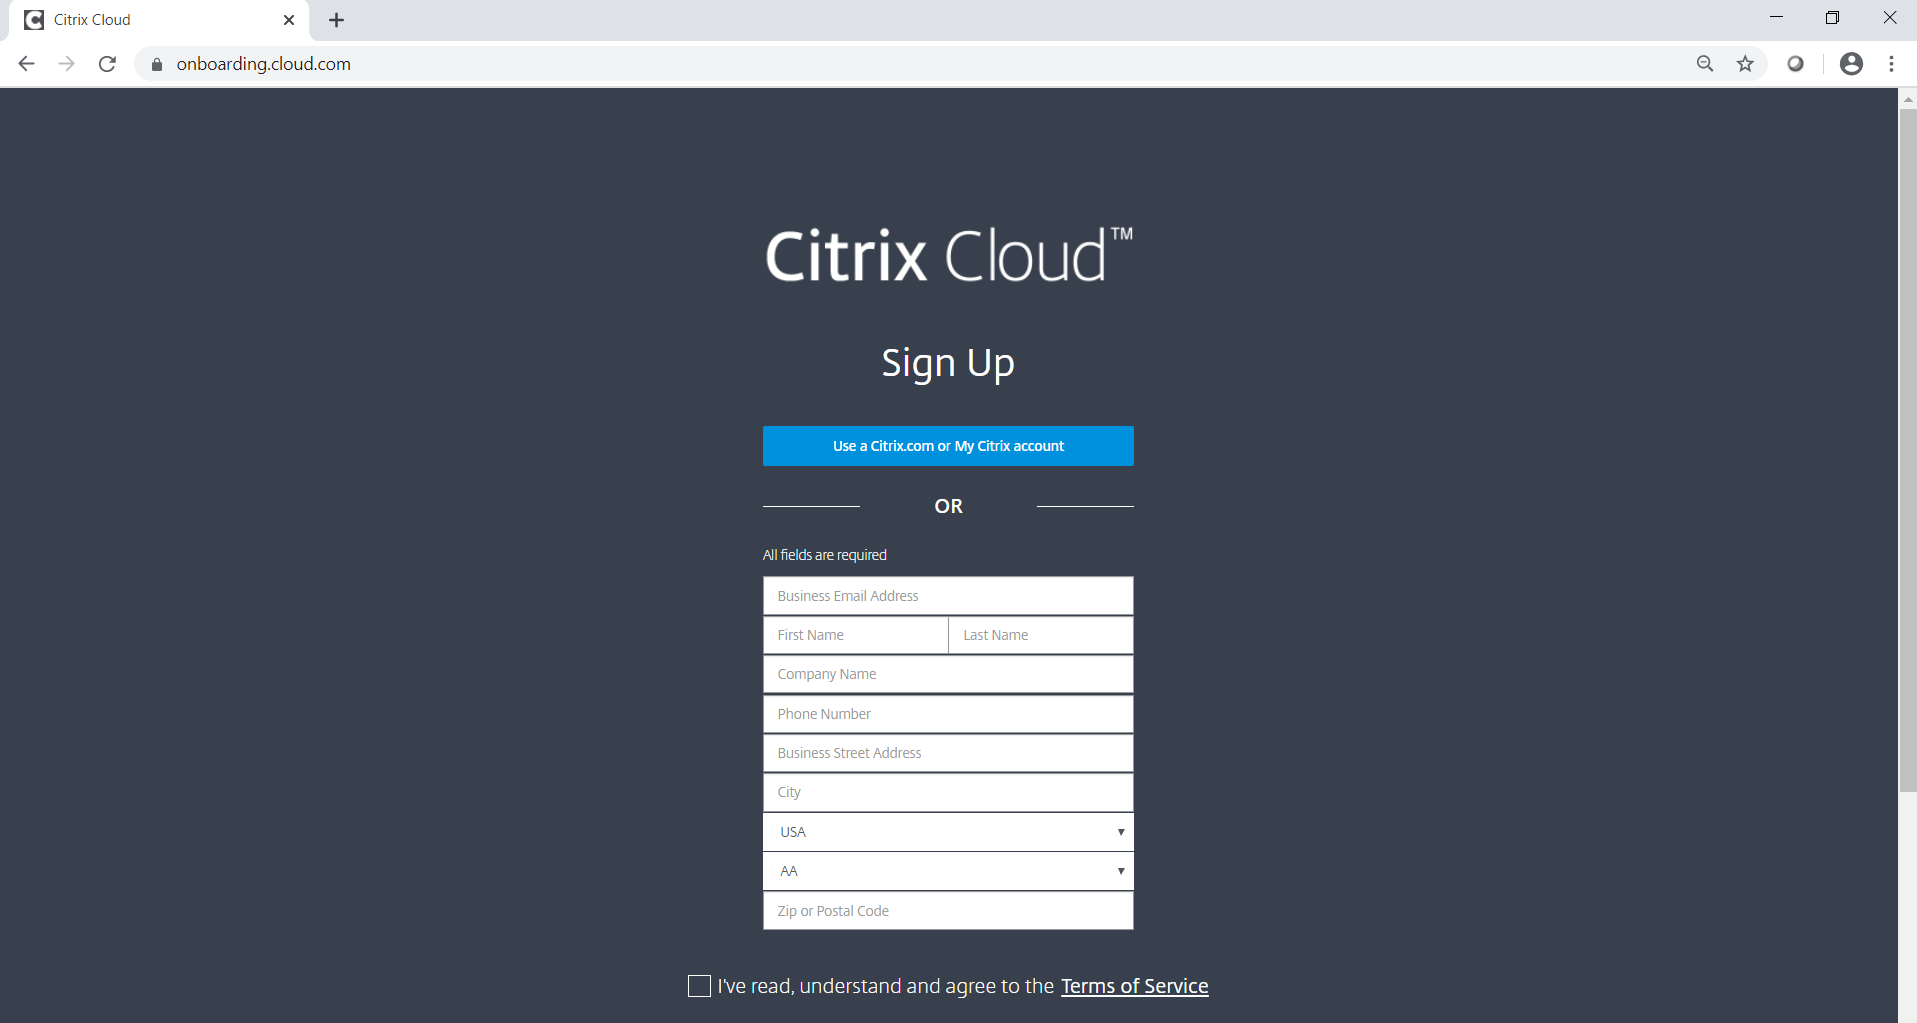 Citrix Cloud
onboarding.cloud.com
Citrix Cloud™
Sign Up
Use a Citrix.com or My Citrix account
OR
All fields are required
Business Email Address
First Name Last Name
Company Name
Phone Number
Business Street Address
City
USA
AA
Zip or Postal Code
I've read, understand and agree to the Terms of Service